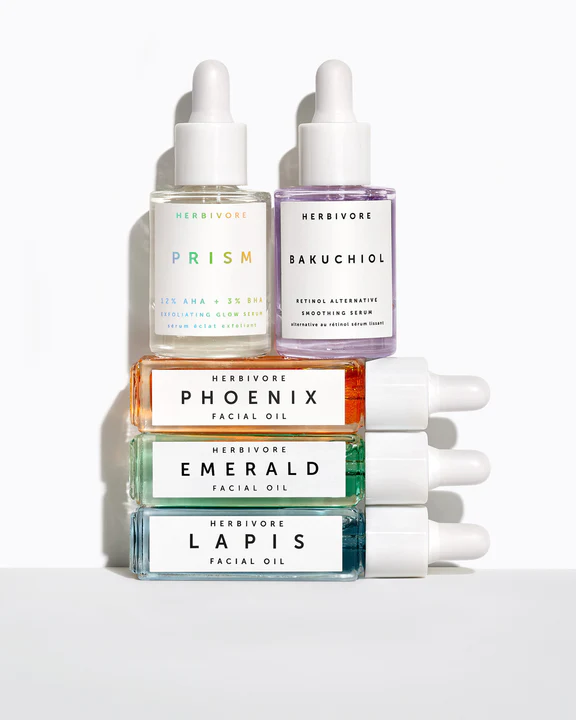 HERBIVORE
PRISM
12% AHA + 3% BHA
EXFOLIATING GLOW SERUM
sérum éclat exfoliant
HERBIVORE
BAKUCHIOL
RETINOL ALTERNATIVE
SMOOTHING SERUM
alternative au rétinol sérum lissant
HERBIVORE
PHOENIX
FACIAL OIL
HERBIVORE
EMERALD
FACIAL OIL
HERBIVORE
LAPIS
FACIAL OIL